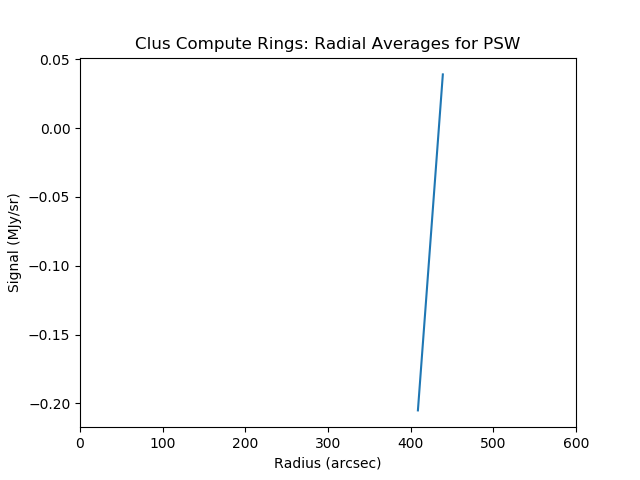 Clus Compute Rings: Radial Averages for PSW
0.05
0.00
−0.05
−0.10
−0.15
−0.20
Signal (MJy/sr)
0 100 200 300 400 500 600
Radius (arcsec)